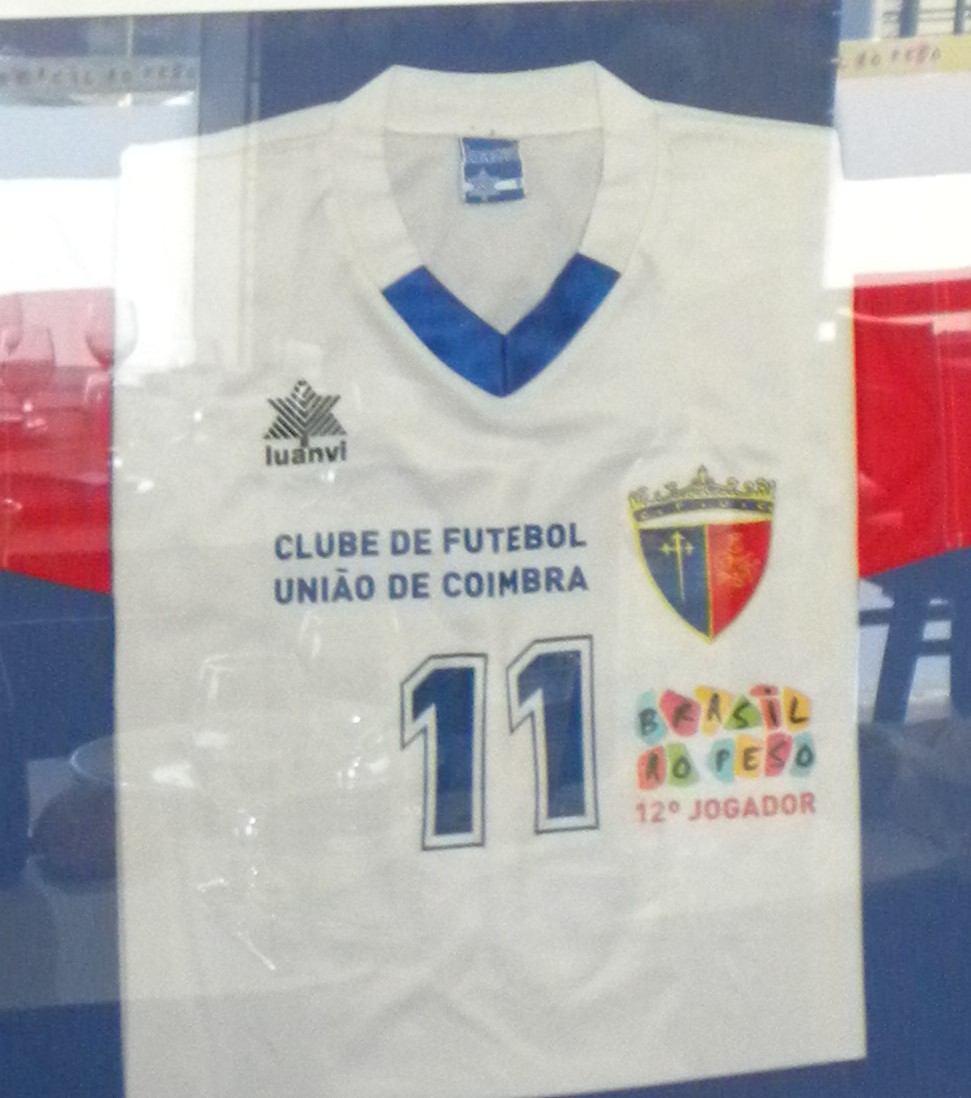 luanvi
CLUBE DE FUTEBOL
UNIÃO DE COIMBRA
11
BRASiL
AO PESO
12º JOGADOR